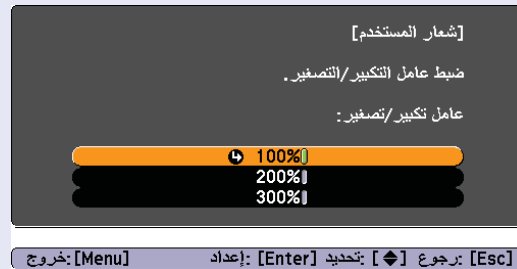 [شعار المستخدم]
ضبط عامل التكبير/التصغير.
عامل تكبير/تصغير:
100%
200%
300%
[Esc] :رجوع [◆] :تحديد [Enter] :إعداد [Menu] :خروج